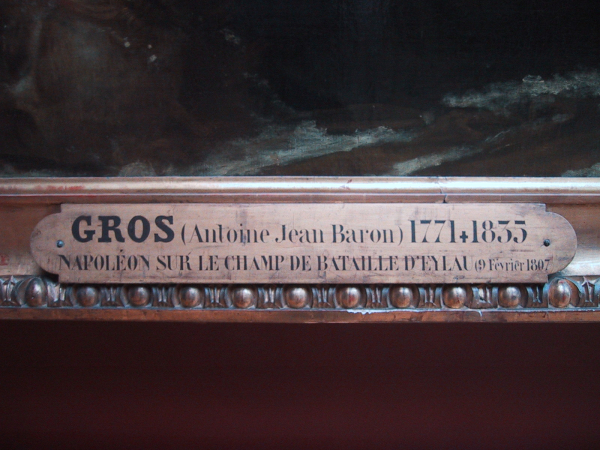 GROS (Antoine Jean Baron) 1771+1835
NAPOLÉON SUR LE CHAMP DE BATAILLE D'EYLAU (9 Février 1807